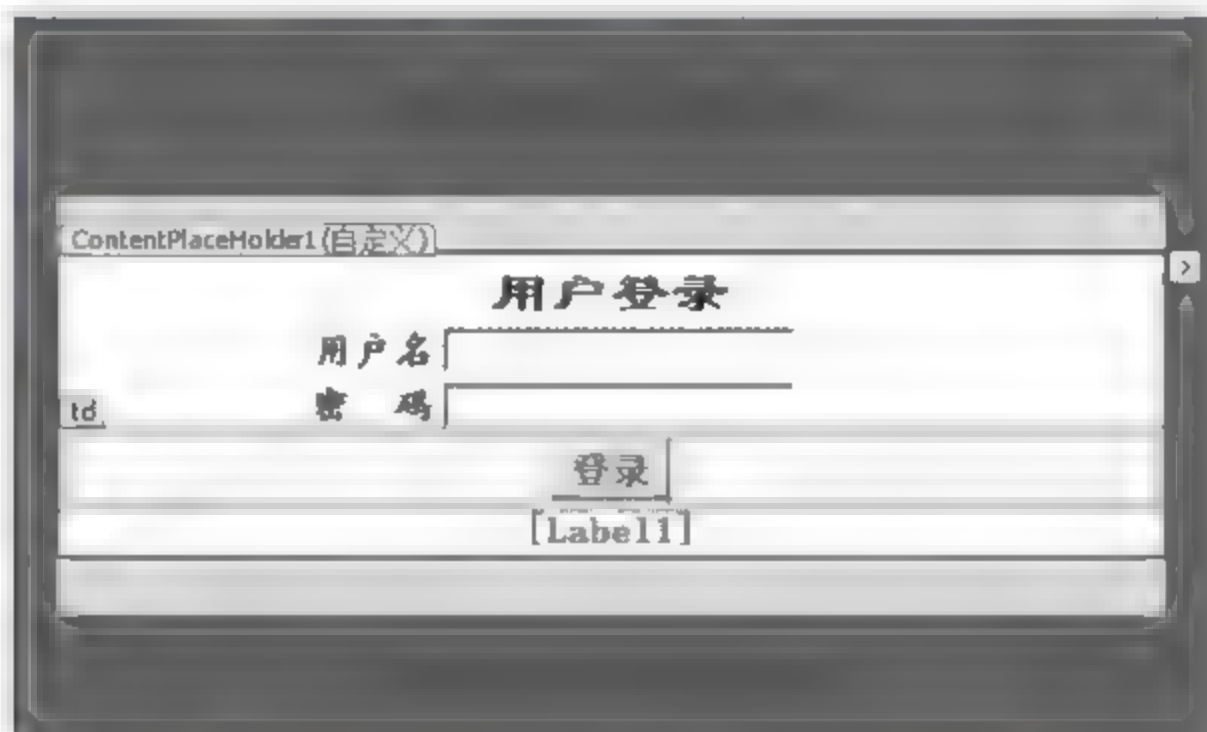 ContentPlaceHolder1(自定义)
用户登录
用户名
td
密 码
登录
[Label1]